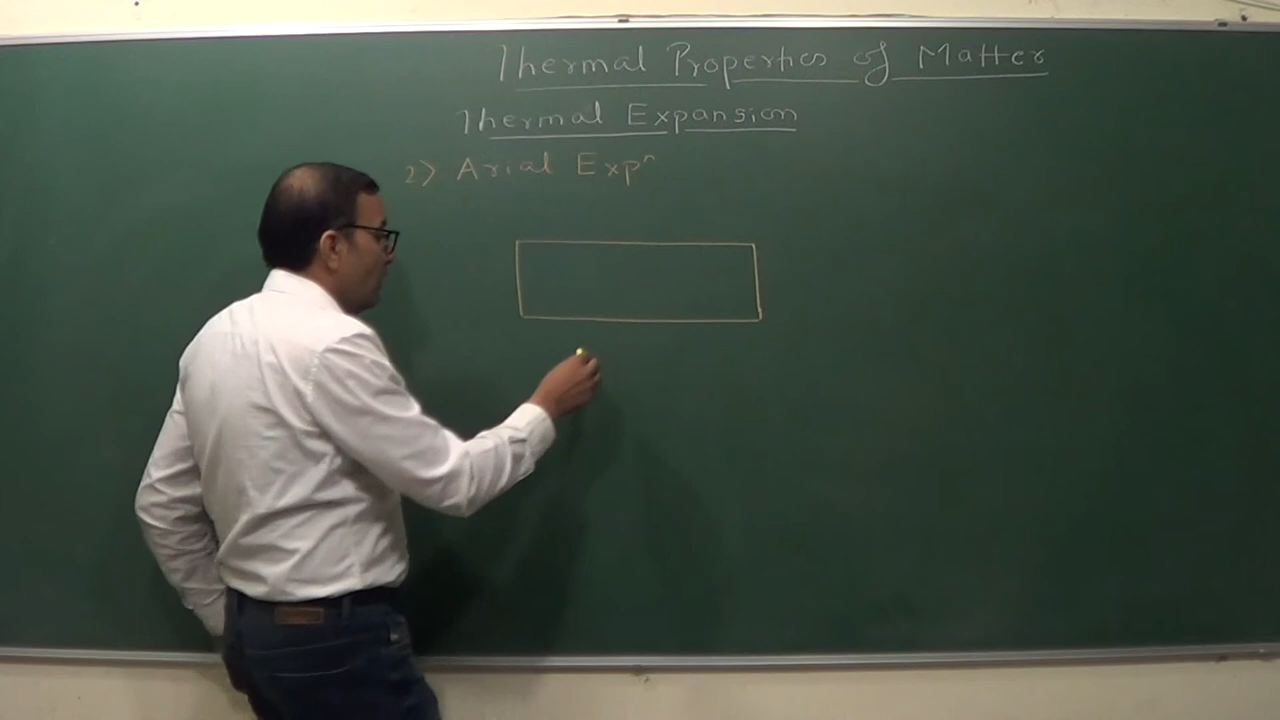 Thermal Properties of Matter
Thermal Expansion
2) Arial Expⁿ